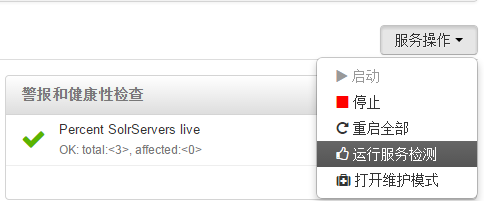 服务操作
启动
停止
重启全部
运行服务检测
打开维护模式
警报和健康性检查
Percent SolrServers live
OK: total:<3>, affected:<0>